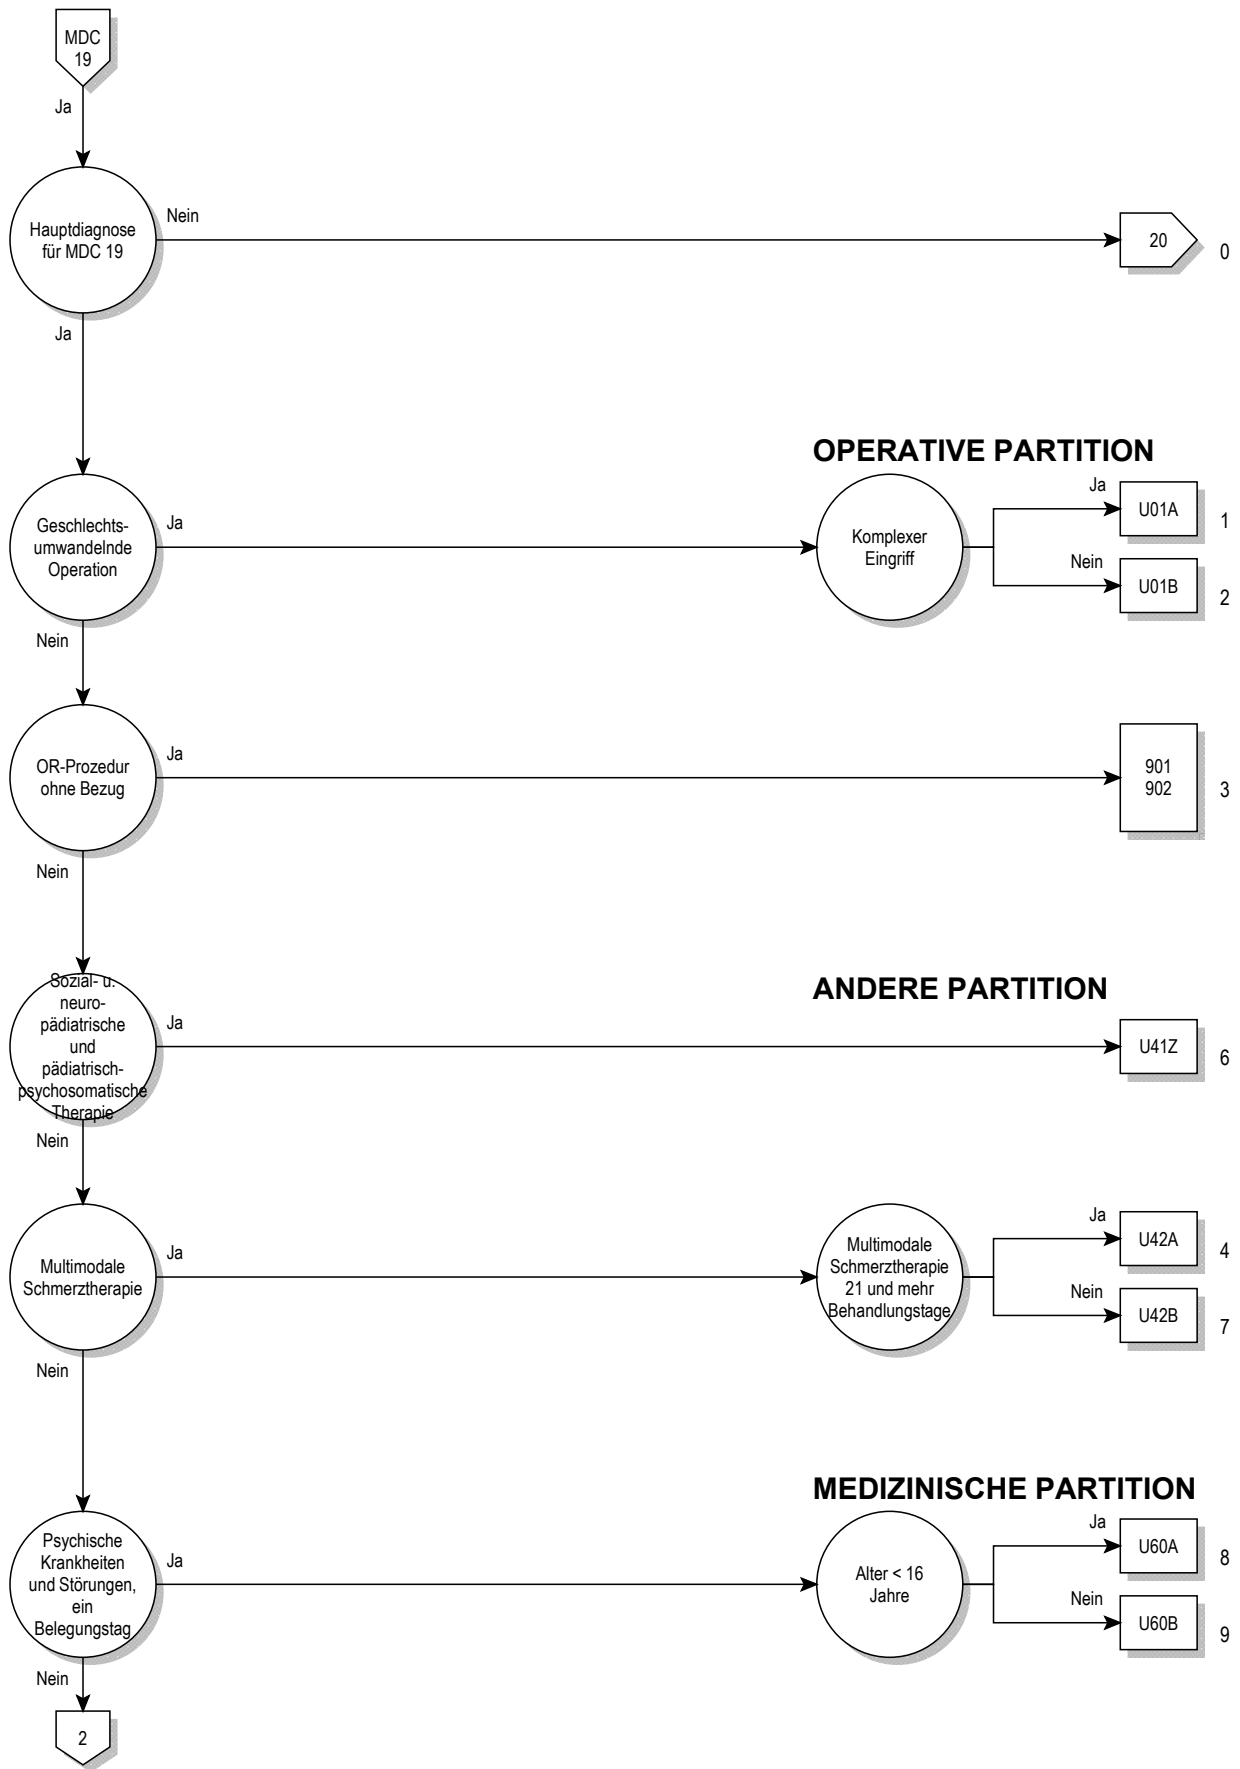 MDC
19
Ja
Hauptdiagnose
für MDC 19
Nein
20
0
Ja
OPERATIVE PARTITION
Geschlechts-
umwandelnde
Operation
Ja
Komplexer
Eingriff
Ja
U01A
1
Nein
U01B
2
Nein
OR-Prozedur
ohne Bezug
Ja
901
902
3
Nein
ANDERE PARTITION
Sozial- u.
neuro-
pädiatrische
und
pädiatrisch-
psychosomatische
Therapie
Ja
U41Z
6
Nein
Multimodale
Schmerztherapie
Ja
Multimodale
Schmerztherapie
21 und mehr
Behandlungstage
Ja
U42A
4
Nein
U42B
7
Nein
MEDIZINISCHE PARTITION
Psychische
Krankheiten
und Störungen,
ein
Belegungstag
Ja
Alter < 16
Jahre
Ja
U60A
8
Nein
U60B
9
Nein
2